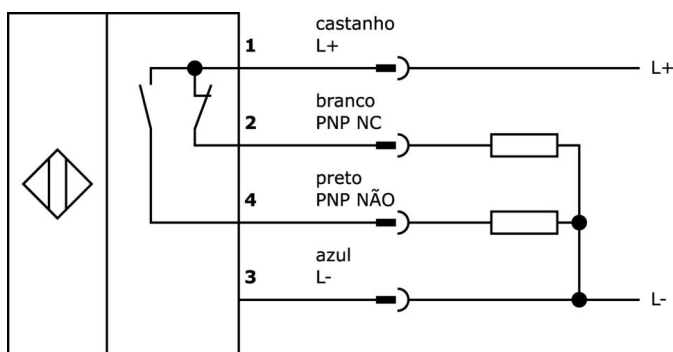 castanho
1 L+
L+
branco
2 PNP NC
preto
4 PNP NÃO
azul
3 L-
L-